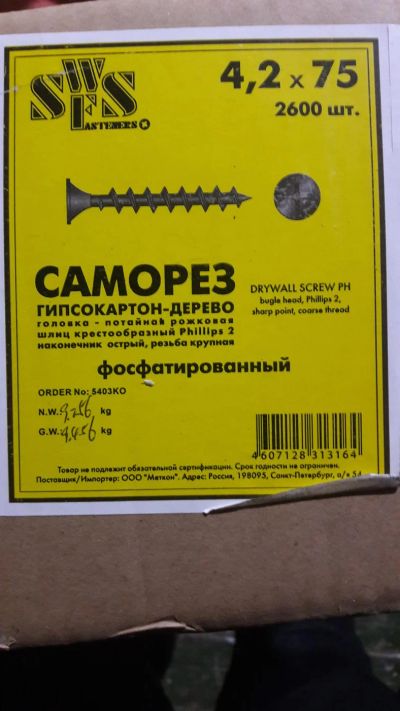 SWFS
FASTENERS
4,2 x 75
2600 шт.
САМОРЕЗ
ГИПСОКАРТОН-ДЕРЕВО
головка - потайная рожковая
шлиц крестообразный Phillips 2
наконечник острый, резьба крупная
DRYWALL SCREW PH
bugle head, Phillips 2,
sharp point, coarse thread
фосфатированный
ORDER No: 5403KO
N.W. 9,256 kg
G.W. kg
4 607128 313164
Товар не подлежит обязательной сертификации. Срок годности не ограничен.
Поставщик/Импортер: ООО "Меткон". Адрес: Россия, 198095, Санкт-Петербург, а/я 54